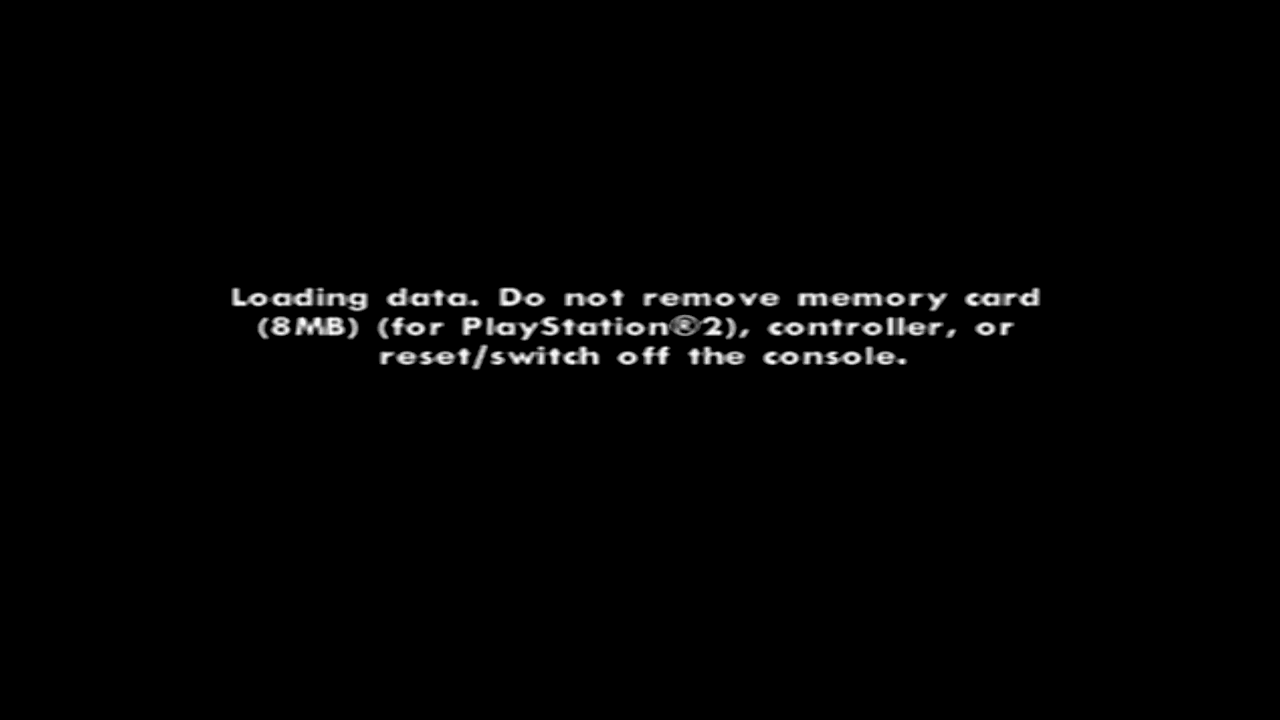 Loading data. Do not remove memory card
(8MB) (for PlayStation®2), controller, or
reset/switch off the console.